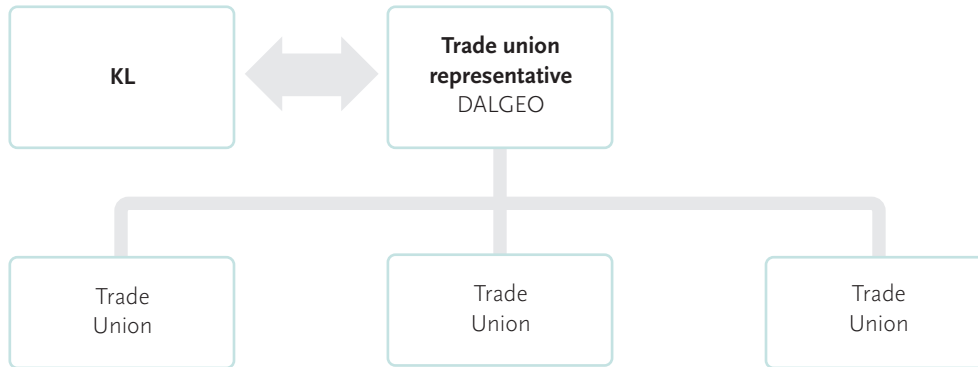 KL
Trade union
representative
DALGEO
Trade
Union
Trade
Union
Trade
Union